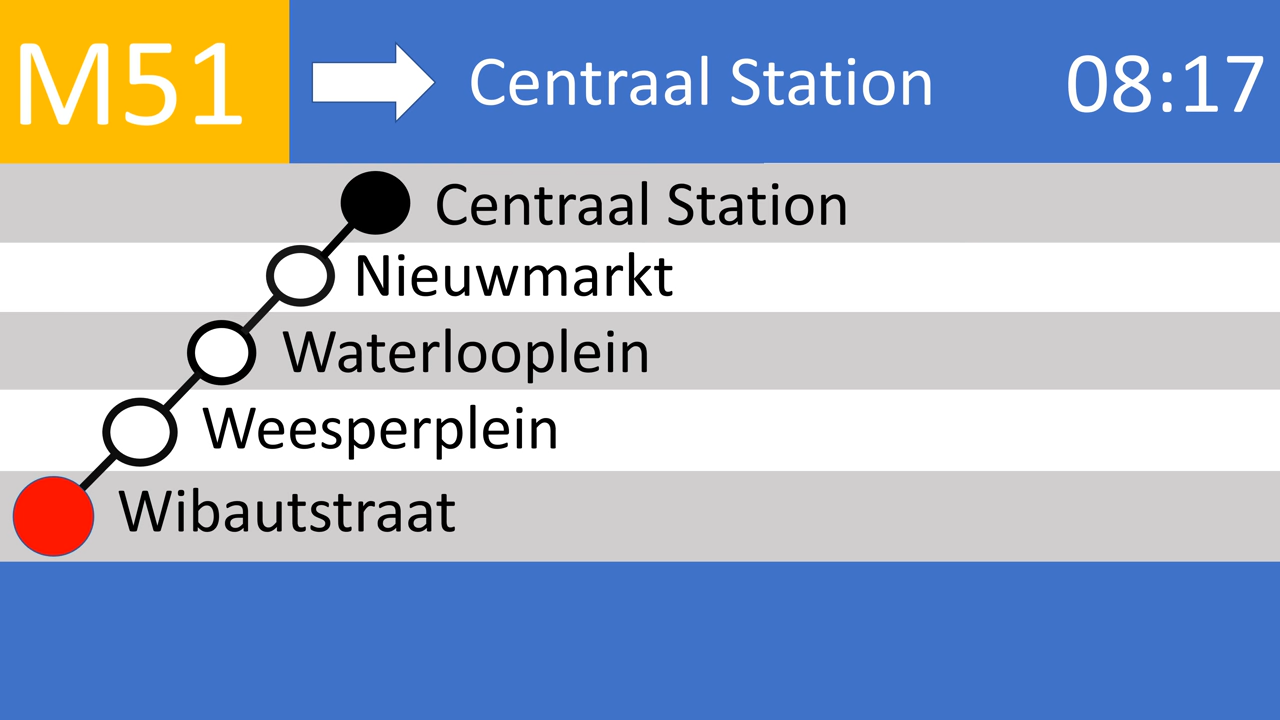 M51 Centraal Station 08:17
Centraal Station
Nieuwmarkt
Waterlooplein
Weesperplein
Wibautstraat